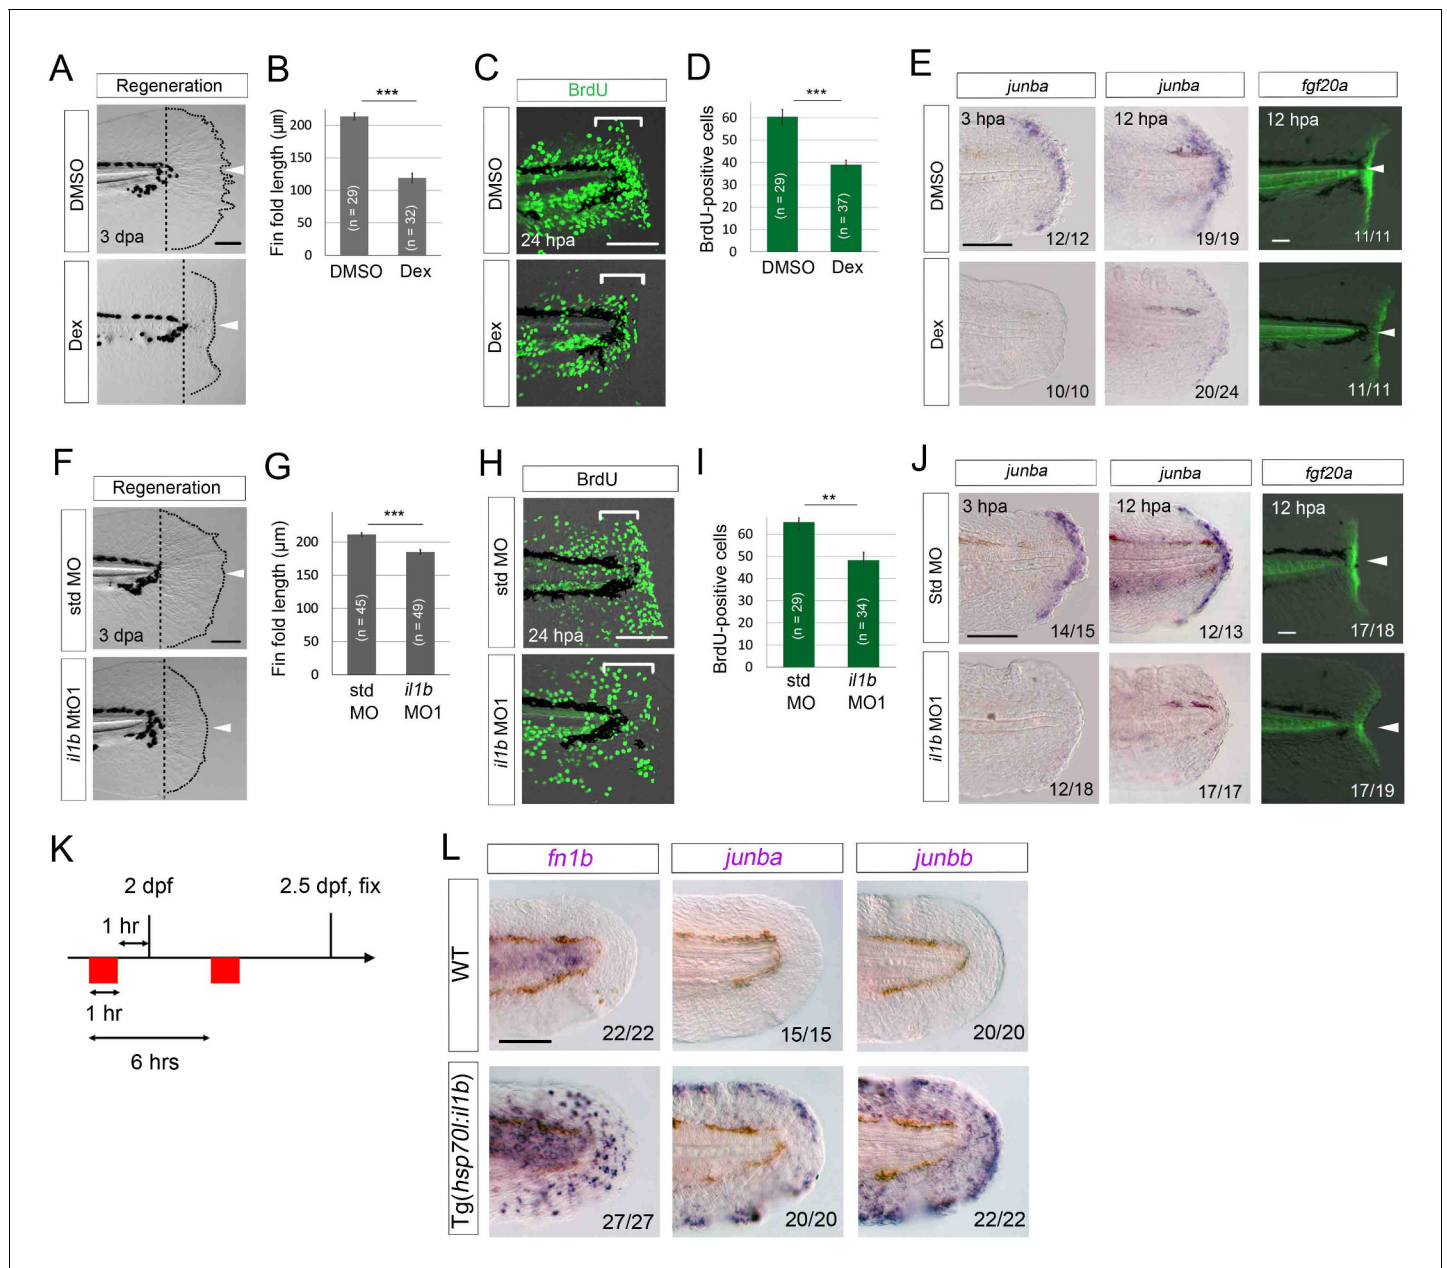 A
Regeneration
DMSO
3 dpa
Dex
B
***
Fin fold length (µm)
200
150
100
50
0
(n = 29)
(n = 32)
DMSO
Dex
C
BrdU
DMSO
24 hpa
Dex
D
***
BrdU-positive cells
60
50
40
30
20
10
0
(n = 29)
(n = 37)
DMSO
Dex
E
junba
junba
fgf20a
DMSO
3 hpa
12/12
12 hpa
19/19
12 hpa
11/11
Dex
10/10
20/24
11/11
F
Regeneration
std MO
3 dpa
il1b MtO1
G
***
Fin fold length (µm)
200
150
200
100
50
0
(n = 45)
(n = 49)
std
MO
il1b
MO1
H
BrdU
std MO
24 hpa
il1b MO1
I
**
BrdU-positive cells
60
50
40
30
20
10
0
(n = 29)
(n = 34)
std
MO
il1b
MO1
J
junba
junba
fgf20a
Std MO
3 hpa
14/15
12 hpa
12/13
12 hpa
17/18
il1b MO1
12/18
17/17
17/19
K
2 dpf
2.5 dpf, fix
1 hr
1 hr
6 hrs
L
fn1b
junba
junbb
WT
22/22
15/15
20/20
Tg(hsp70l:il1b)
27/27
20/20
22/22